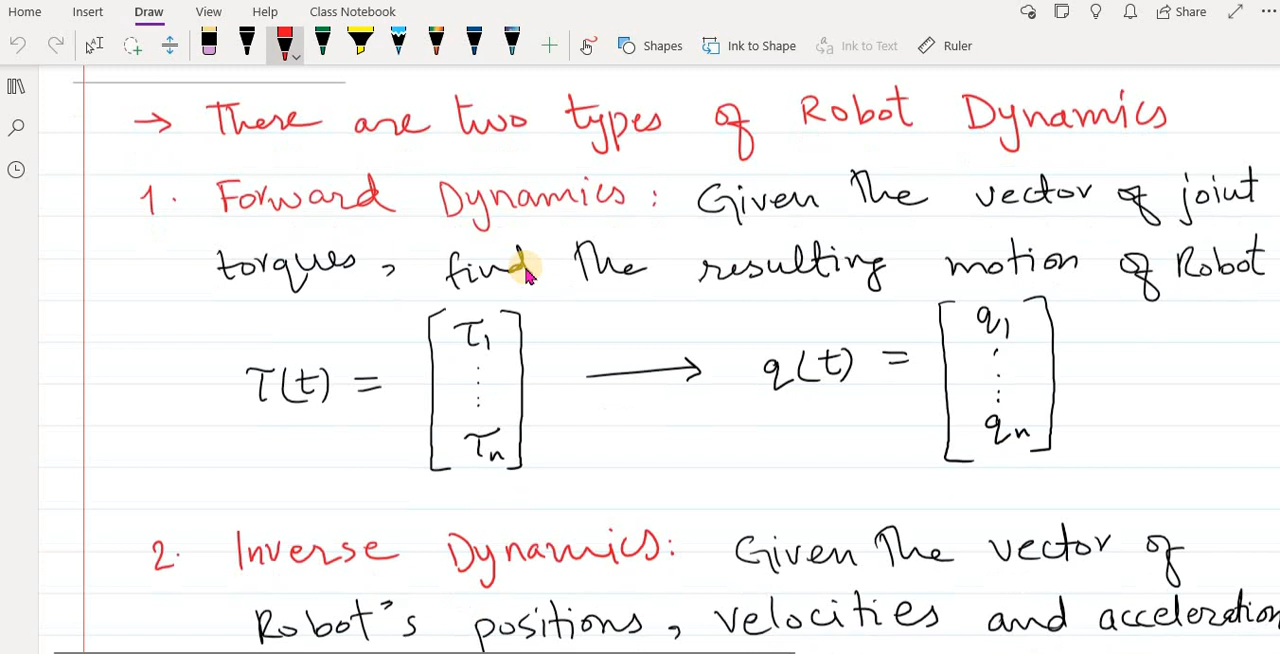 Home Insert Draw View Help Class Notebook Share
Shapes Ink to Shape Ink to Text Ruler
→ There are two types of Robot Dynamics
1. Forward Dynamics: Given the vector of joint
torques, find the resulting motion of Robot
τ(t) = [τ1 ⋮ τn] → q(t) = [q1 ⋮ qn]
2. Inverse Dynamics: Given the vector of
Robot's positions, velocities and acceleration